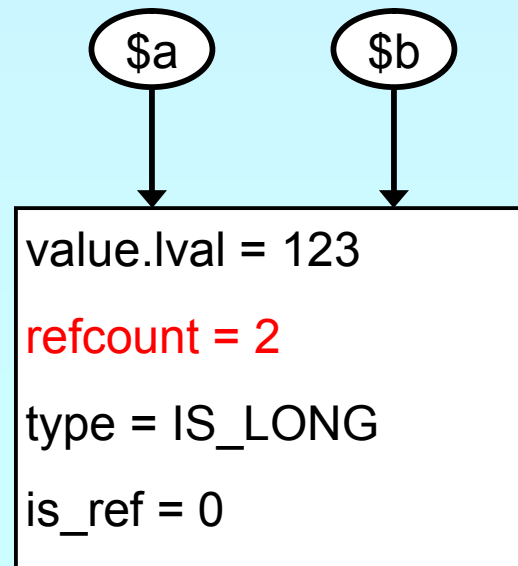 $a
$b
value.lval = 123
refcount = 2
type = IS_LONG
is_ref = 0